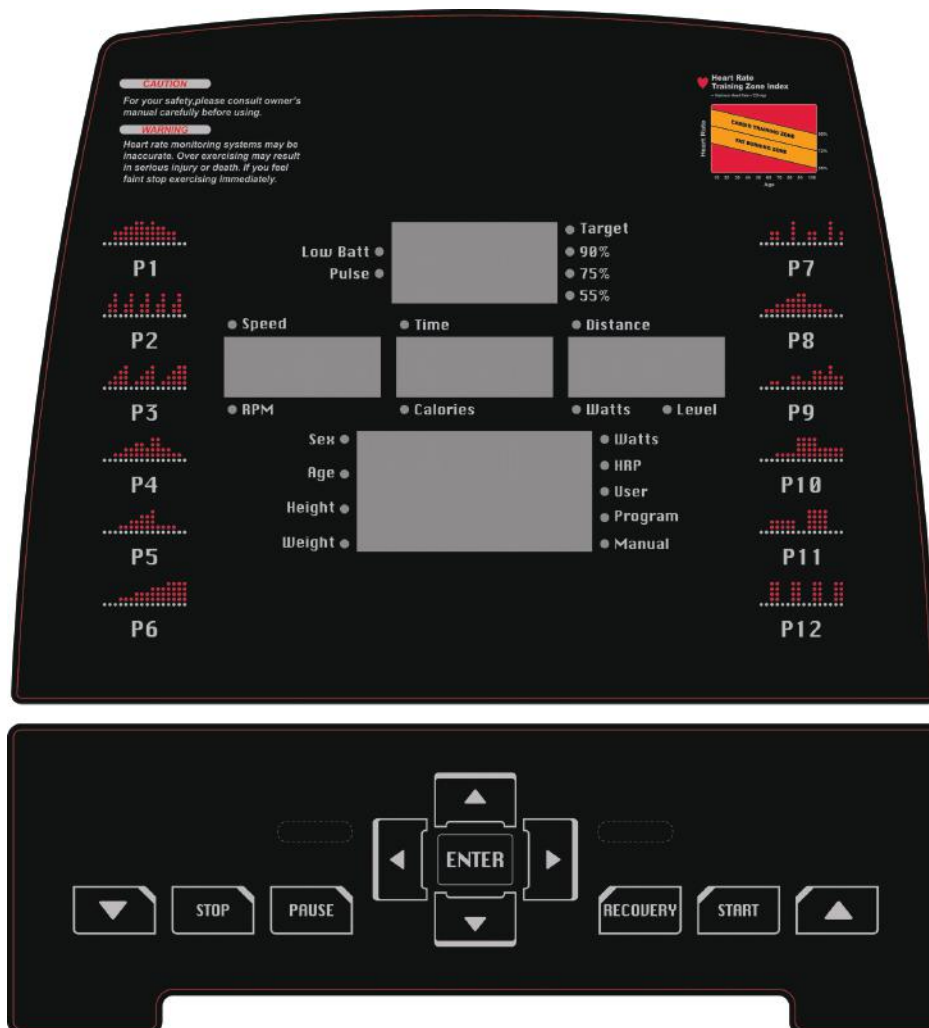 CAUTION
For your safety,please consult owner's
manual carefully before using.
WARNING
Heart rate monitoring systems may be
inaccurate. Over exercising may result
in serious injury or death. If you feel
faint stop exercising immediately.
Heart Rate
Training Zone Index
Heart Rate
CARDIO TRAINING ZONE
FAT BURNING ZONE
Age
P1
P2
P3
P4
P5
P6
Low Batt
Pulse
Target
90%
75%
55%
Speed
Time
Distance
RPM
Calories
Watts
Level
Sex
Age
Height
Weight
Watts
HRP
User
Program
Manual
P7
P8
P9
P10
P11
P12
ENTER
STOP
PAUSE
RECOVERY
START